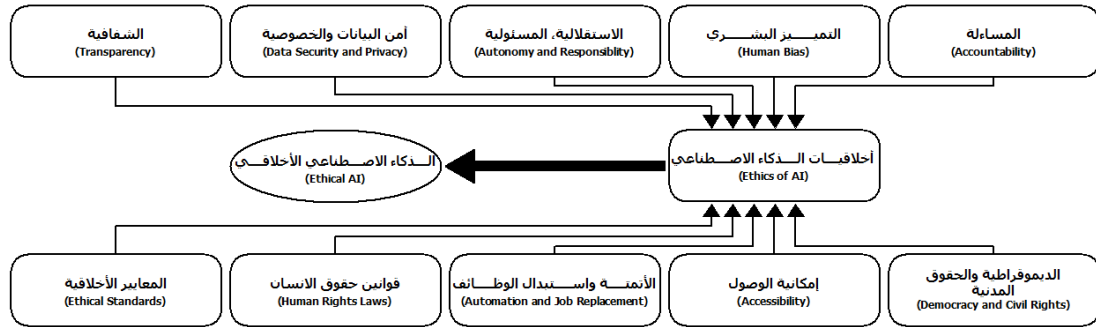 المساءلة
(Accountability)
التمييز البشري
(Human Bias)
الاستقلالية، المسئولية
(Autonomy and Responsiblity)
أمن البيانات والخصوصية
(Data Security and Privacy)
الشفافية
(Transparency)
أخلاقيات الذكاء الاصطناعي
(Ethics of AI)
الذكاء الاصطناعي الأخلاقي
(Ethical AI)
الديموقراطية والحقوق
المدنية
(Democracy and Civil Rights)
إمكانية الوصول
(Accessibility)
الأتمتة واستبدال الوظائف
(Automation and Job Replacement)
قوانين حقوق الانسان
(Human Rights Laws)
المعايير الأخلاقية
(Ethical Standards)